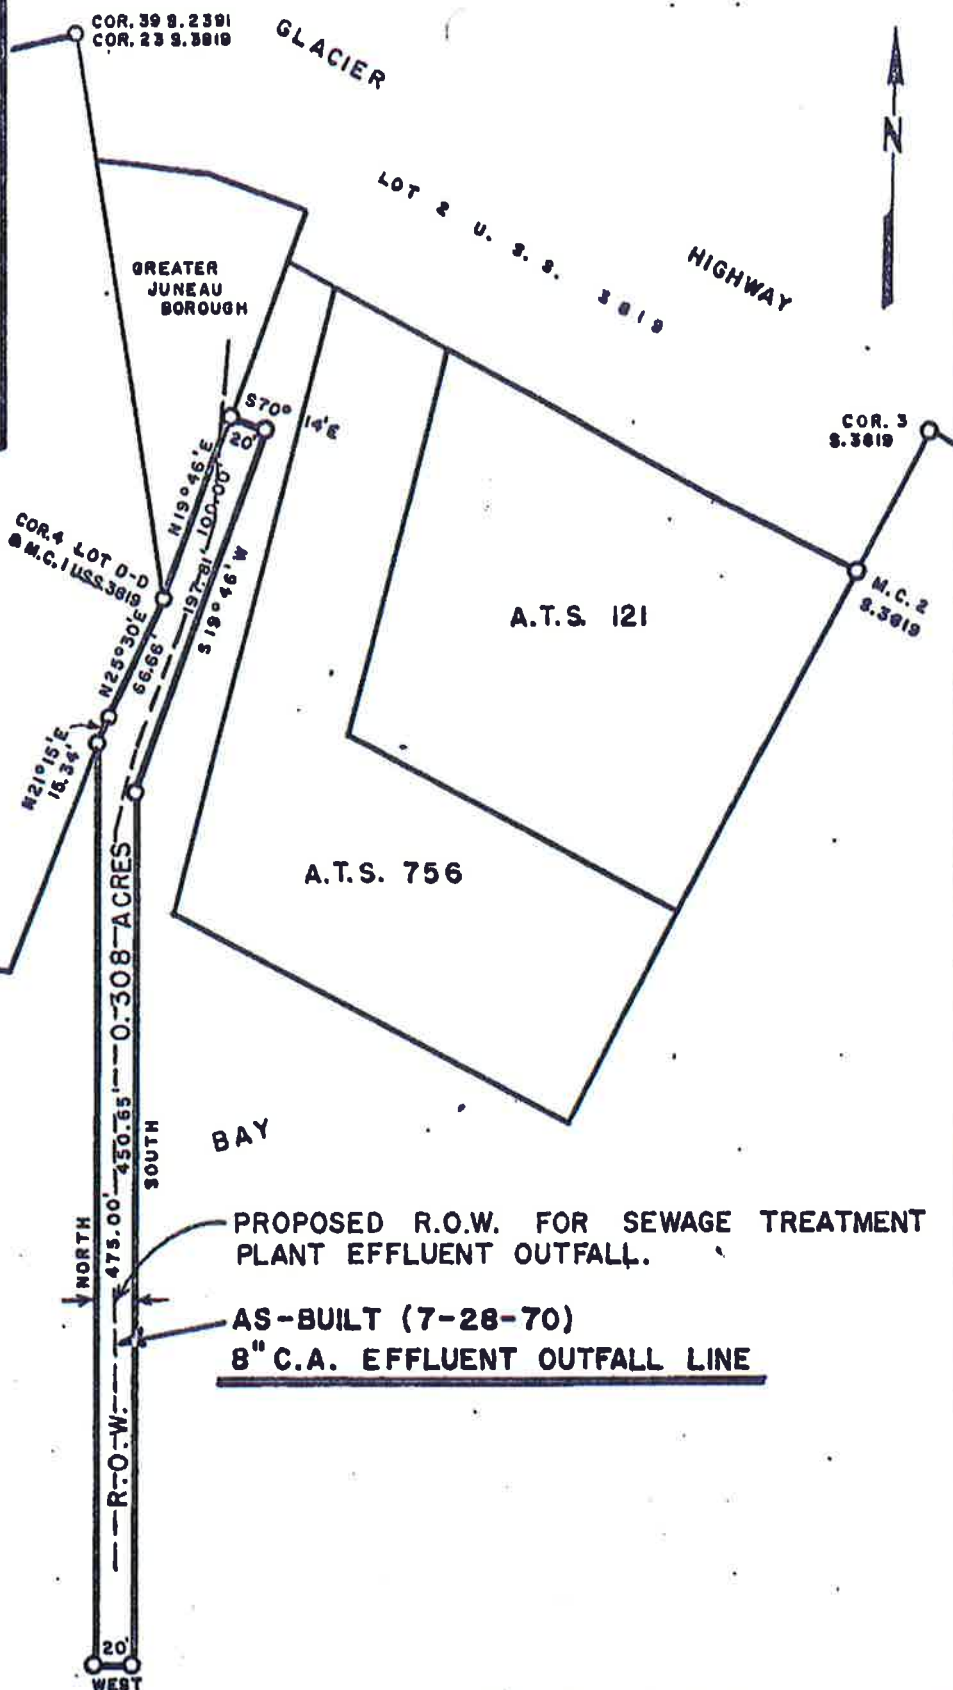 COR. 39 S. 2391
COR. 23 S. 3819
GLACIER
LOT 2 U. S. S. 3819
HIGHWAY
N
GREATER
JUNEAU
BOROUGH
S70° 14'E
20'
COR. 3
S. 3819
N19°46'E
100.00'
197.81'
S 19°46' W
COR. 4 LOT D-D
& M.C. 1 USS 3819
N25°30'E
66.66'
N21°15'E
15.34'
M.C. 2
S. 3819
A.T.S. 121
A.T.S. 756
0.308 ACRES
450.65'
SOUTH
BAY
475.00'
NORTH
PROPOSED R.O.W. FOR SEWAGE TREATMENT
PLANT EFFLUENT OUTFALL.
AS-BUILT (7-28-70)
8" C.A. EFFLUENT OUTFALL LINE
R.O.W.
20'
WEST